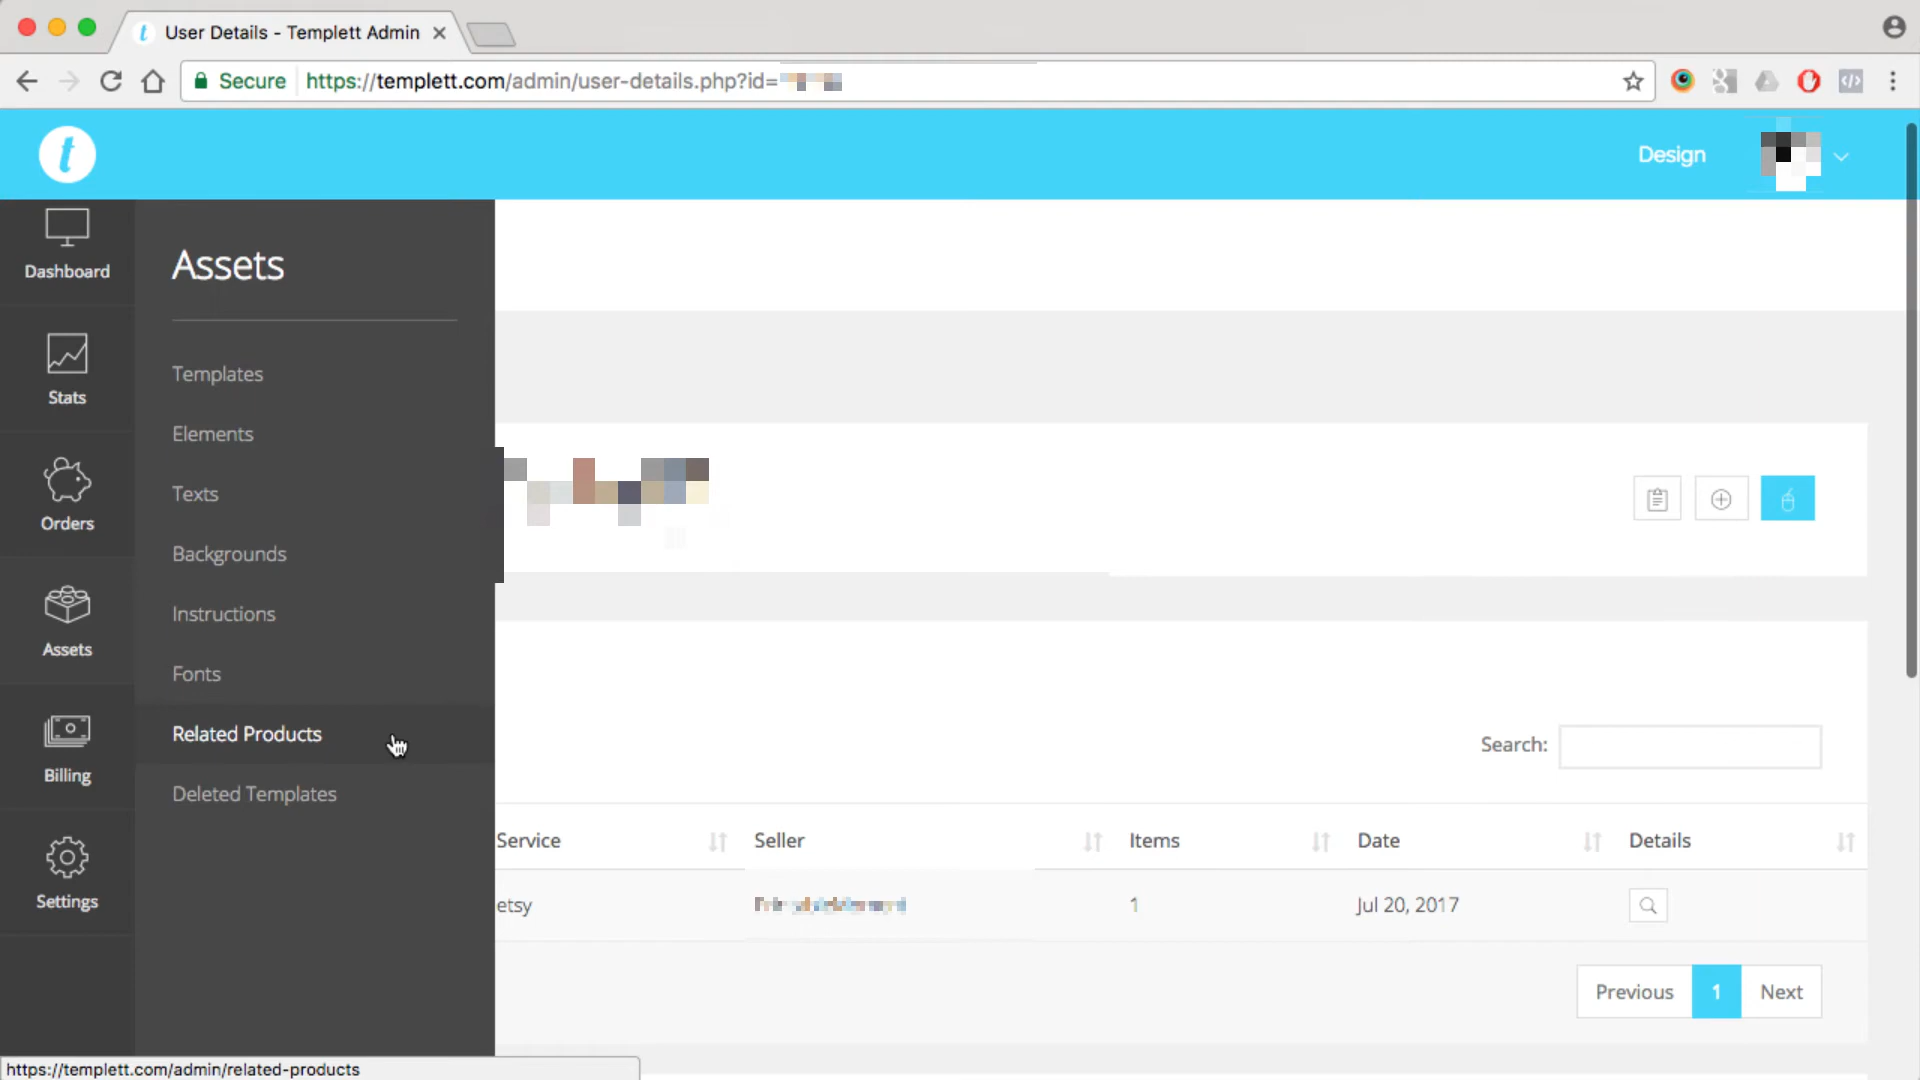 User Details - Templett Admin
Secure https://templett.com/admin/user-details.php?id=
t
Design
Dashboard
Stats
Orders
Assets
Billing
Settings
Assets
Templates
Elements
Texts
Backgrounds
Instructions
Fonts
Related Products
Deleted Templates
Search:
Service Seller Items Date Details
etsy 1 Jul 20, 2017
Previous 1 Next
https://templett.com/admin/related-products